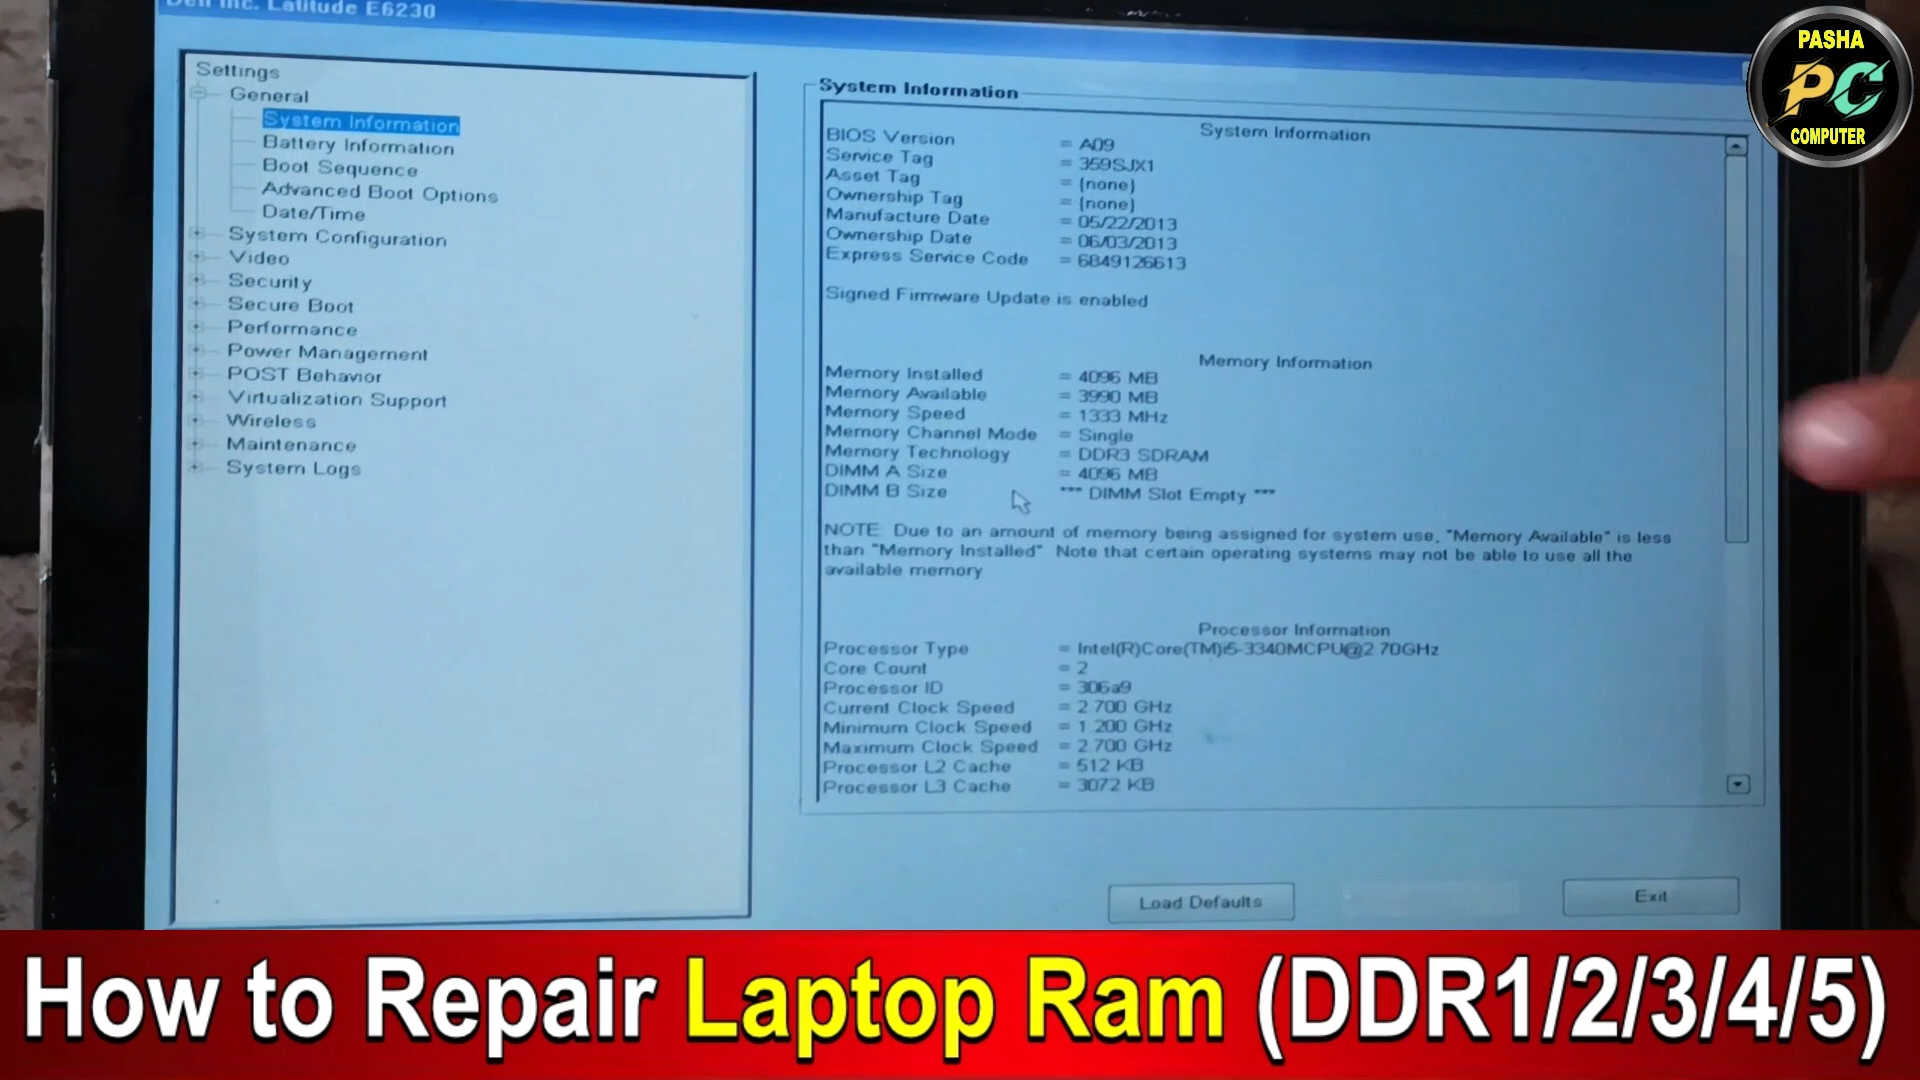 Dell Inc. Latitude E6230
PASHA
PC
COMPUTER
Settings
General
System Information
Battery Information
Boot Sequence
Advanced Boot Options
Date/Time
System Configuration
Video
Security
Secure Boot
Performance
Power Management
POST Behavior
Virtualization Support
Wireless
Maintenance
System Logs
System Information
System Information
BIOS Version = A09
Service Tag = 359SJX1
Asset Tag = {none}
Ownership Tag = {none}
Manufacture Date = 05/22/2013
Ownership Date = 06/03/2013
Express Service Code = 6849126613
Signed Firmware Update is enabled
Memory Information
Memory Installed = 4096 MB
Memory Available = 3990 MB
Memory Speed = 1333 MHz
Memory Channel Mode = Single
Memory Technology = DDR3 SDRAM
DIMM A Size = 4096 MB
DIMM B Size *** DIMM Slot Empty ***
NOTE: Due to an amount of memory being assigned for system use, "Memory Available" is less
than "Memory Installed" Note that certain operating systems may not be able to use all the
available memory
Processor Information
Processor Type = Intel(R)Core(TM)i5-3340MCPU@2.70GHz
Core Count = 2
Processor ID = 306a9
Current Clock Speed = 2.700 GHz
Minimum Clock Speed = 1.200 GHz
Maximum Clock Speed = 2.700 GHz
Processor L2 Cache = 512 KB
Processor L3 Cache = 3072 KB
Load Defaults
Exit
How to Repair Laptop Ram (DDR1/2/3/4/5)